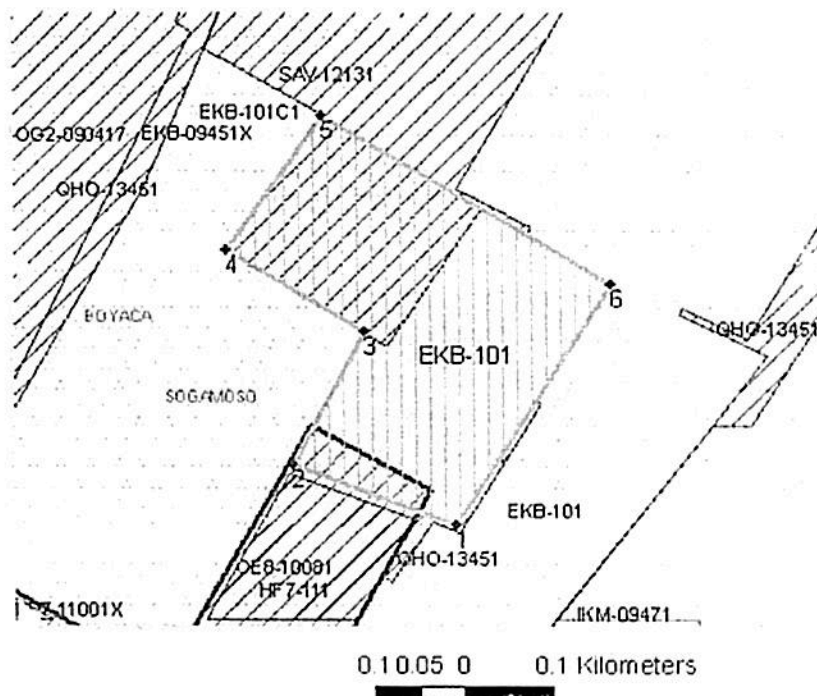 SAV-12131
EKB-101C1
5
OG2-090417
EKB-09451X
QHO-13451
4
6
BOYACA
3
QHO-13451
EKB-101
SOGAMOSO
2
EKB-101
1
QHO-13451
OE8-10081
HF7-111
IKM-09471
0.10.05 0 0.1 Kilometers